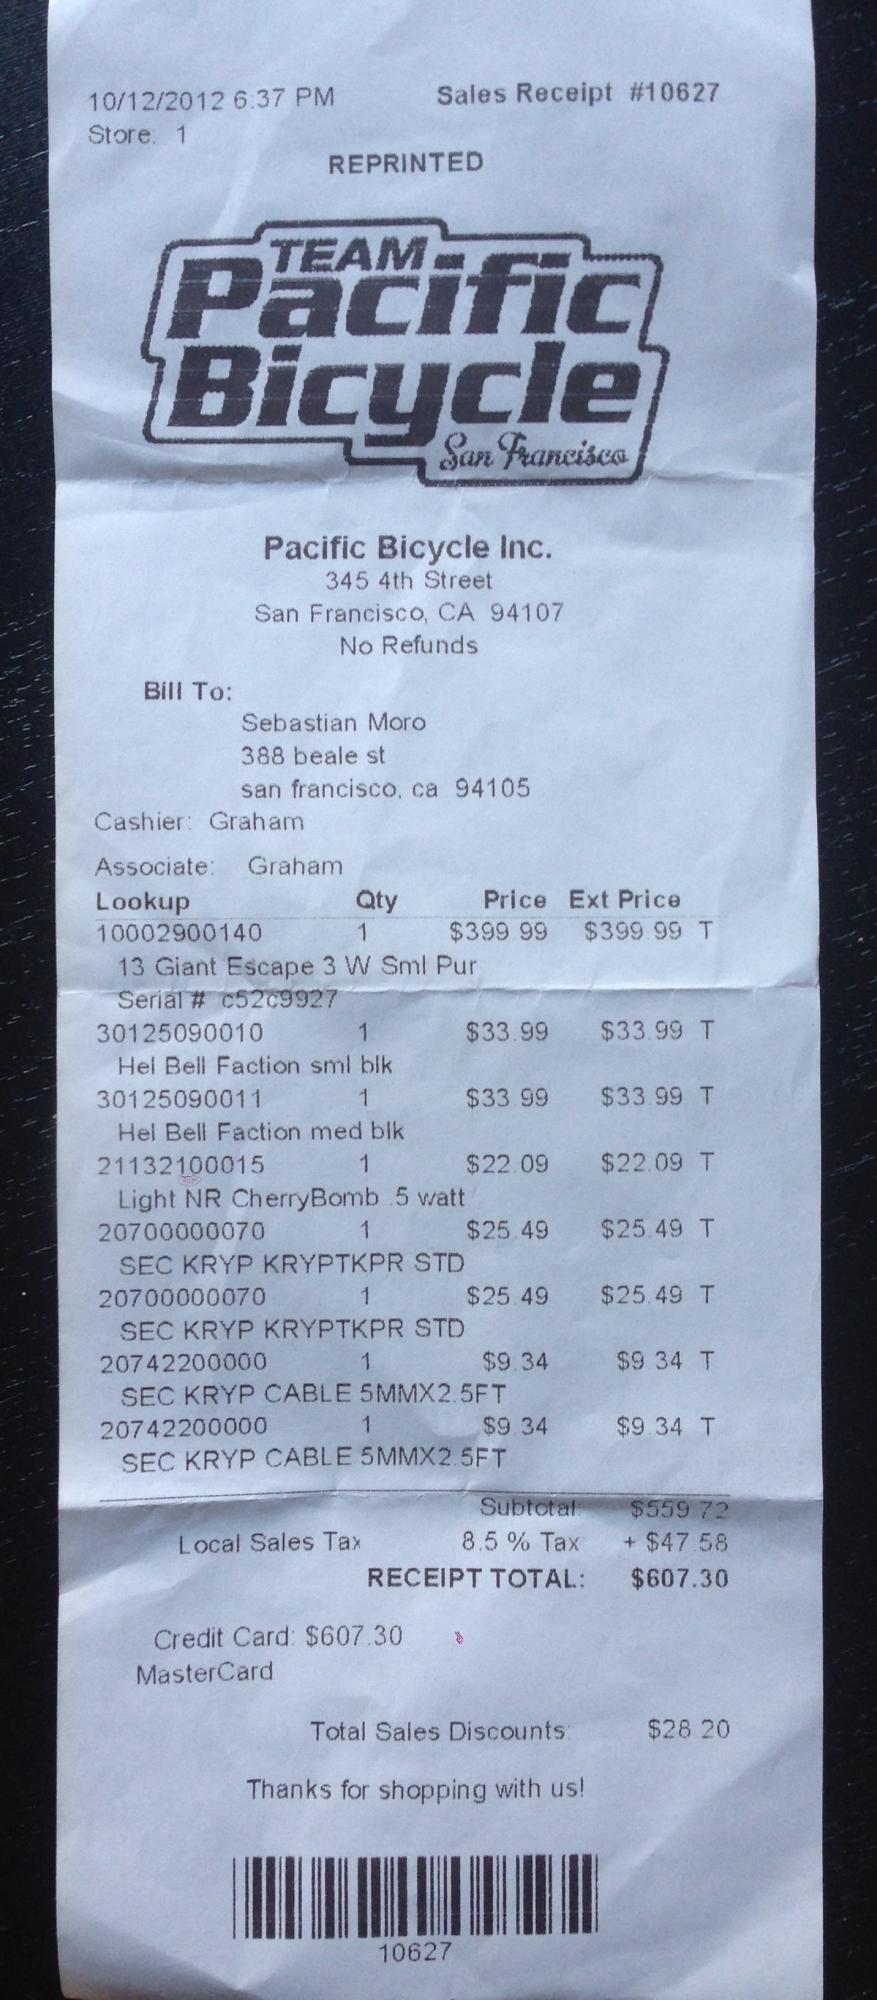 10/12/2012 6:37 PM Sales Receipt #10627
Store: 1
REPRINTED
TEAM
Pacific
Bicycle
San Francisco
Pacific Bicycle Inc.
345 4th Street
San Francisco, CA 94107
No Refunds
Bill To:
Sebastian Moro
388 beale st
san francisco, ca 94105
Cashier: Graham
Associate: Graham
Lookup Qty Price Ext Price
10002900140 1 $399.99 $399.99 T
13 Giant Escape 3 W Sml Pur
Serial # c52c9927
30125090010 1 $33.99 $33.99 T
Hel Bell Faction sml blk
30125090011 1 $33.99 $33.99 T
Hel Bell Faction med blk
21132100015 1 $22.09 $22.09 T
Light NR CherryBomb .5 watt
20700000070 1 $25.49 $25.49 T
SEC KRYP KRYPTKPR STD
20700000070 1 $25.49 $25.49 T
SEC KRYP KRYPTKPR STD
20742200000 1 $9.34 $9.34 T
SEC KRYP CABLE 5MMX2.5FT
20742200000 1 $9.34 $9.34 T
SEC KRYP CABLE 5MMX2.5FT
Subtotal: $559.72
Local Sales Tax 8.5 % Tax + $47.58
RECEIPT TOTAL: $607.30
Credit Card: $607.30
MasterCard
Total Sales Discounts: $28.20
Thanks for shopping with us!
10627